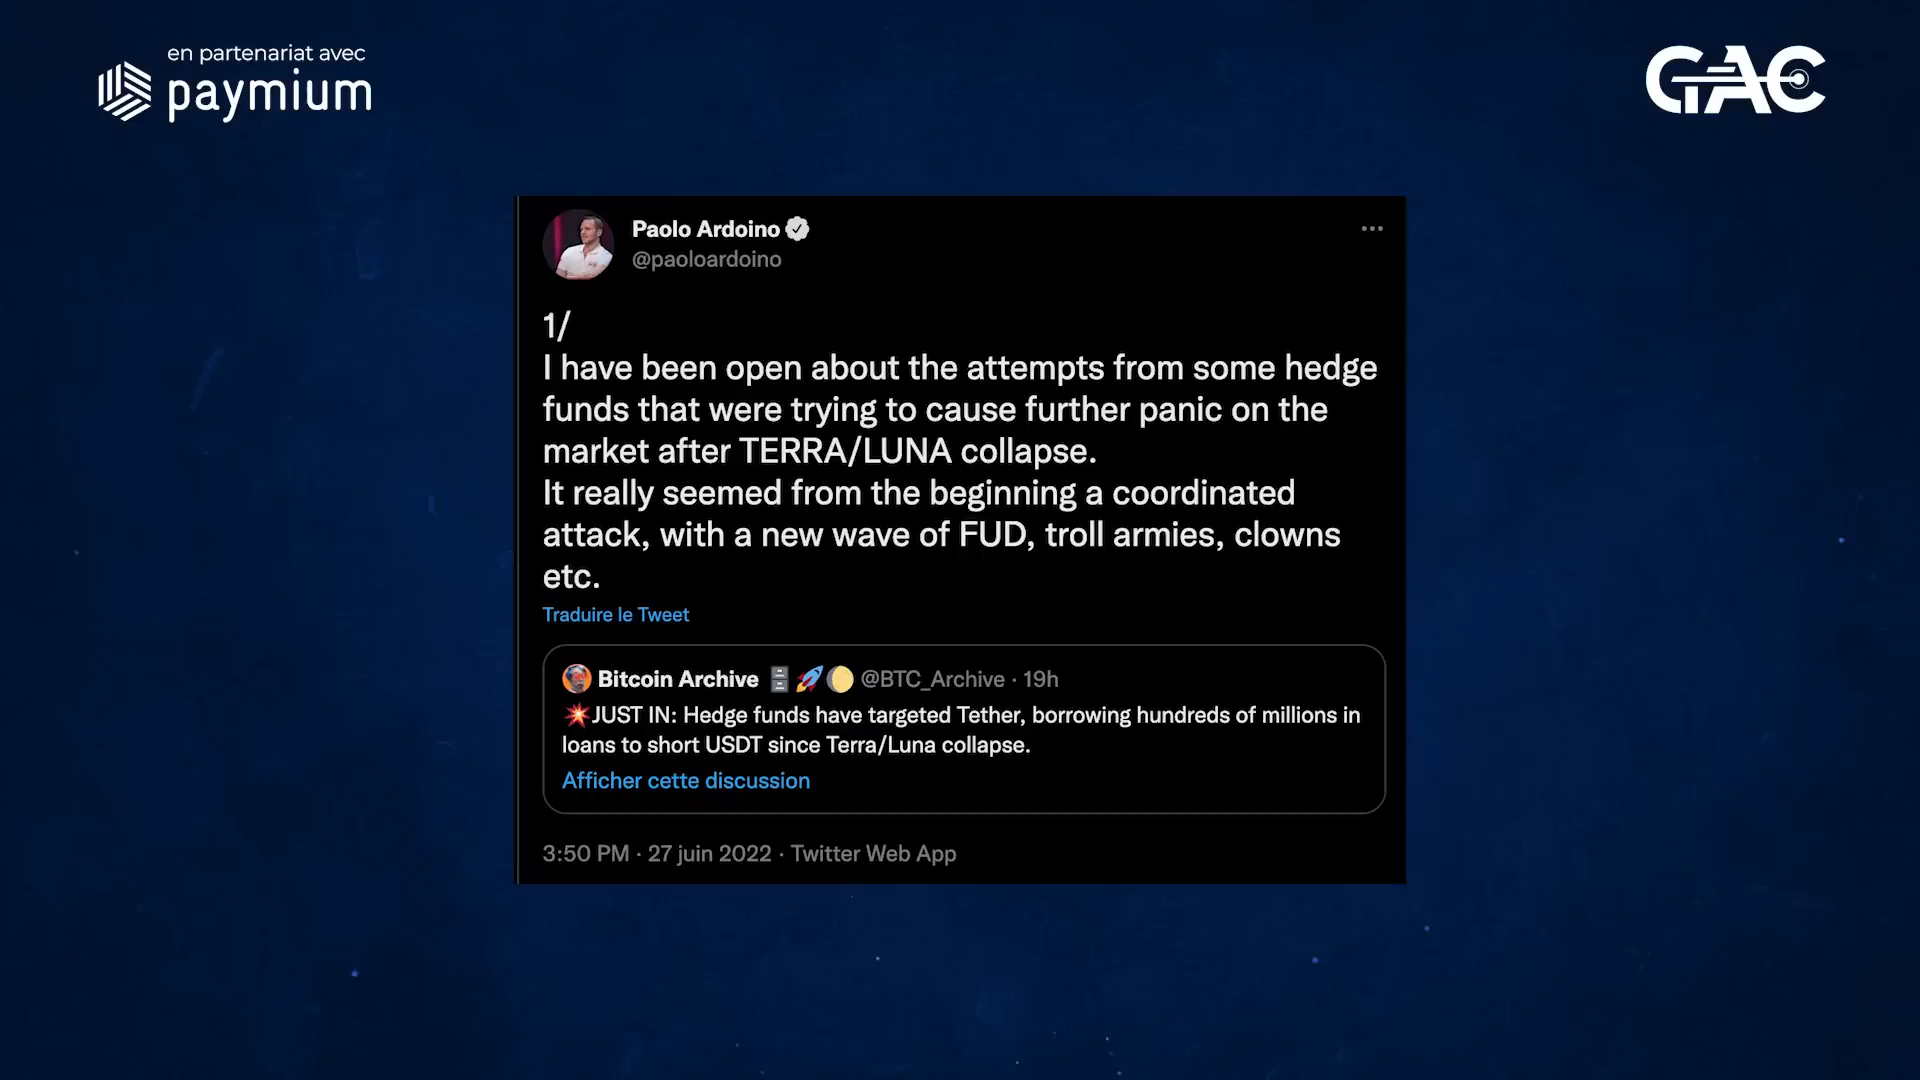 en partenariat avec
paymium
GAC
Paolo Ardoino
@paoloardoino
1/
I have been open about the attempts from some hedge
funds that were trying to cause further panic on the
market after TERRA/LUNA collapse.
It really seemed from the beginning a coordinated
attack, with a new wave of FUD, troll armies, clowns
etc.
Traduire le Tweet
Bitcoin Archive 🗄️🚀🌔 @BTC_Archive · 19h
💥JUST IN: Hedge funds have targeted Tether, borrowing hundreds of millions in
loans to short USDT since Terra/Luna collapse.
Afficher cette discussion
3:50 PM · 27 juin 2022 · Twitter Web App